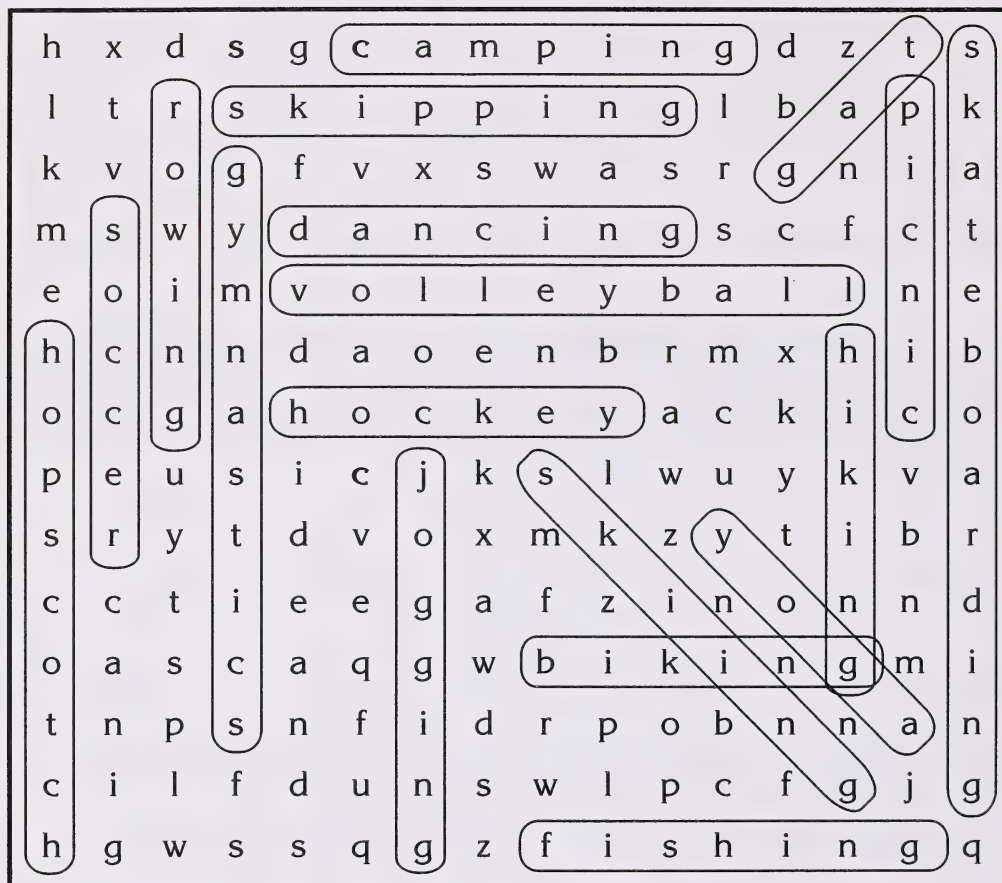 h x d s g c a m p i n g d z t s
l t r s k i p p i n g l b a p k
k v o g f v x s w a s r g n i a
m s w y d a n c i n g s c f c t
e o i m v o l l e y b a l l n e
h c n n d a o e n b r m x h i b
o c g a h o c k e y a c k i c o
p e u s i c j k s l w u y k v a
s r y t d v o x m k z y t i b r
c c t i e e g a f z i n o n n d
o a s c a q g w b i k i n g m i
t n p s n f i d r p o b n n a n
c i l f d u n s w l p c f g j g
h g w s s q g z f i s h i n g q